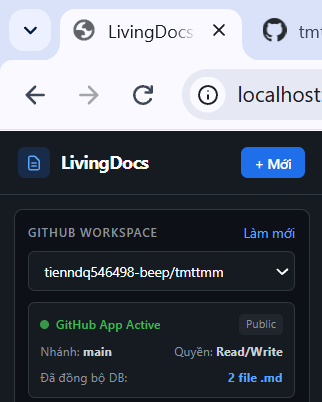 LivingDocs
tm
localhost
LivingDocs
+ Mới
GITHUB WORKSPACE
Làm mới
tienndq546498-beep/tmttmm
GitHub App Active
Public
Nhánh: main
Quyền: Read/Write
Đã đồng bộ DB:
2 file .md